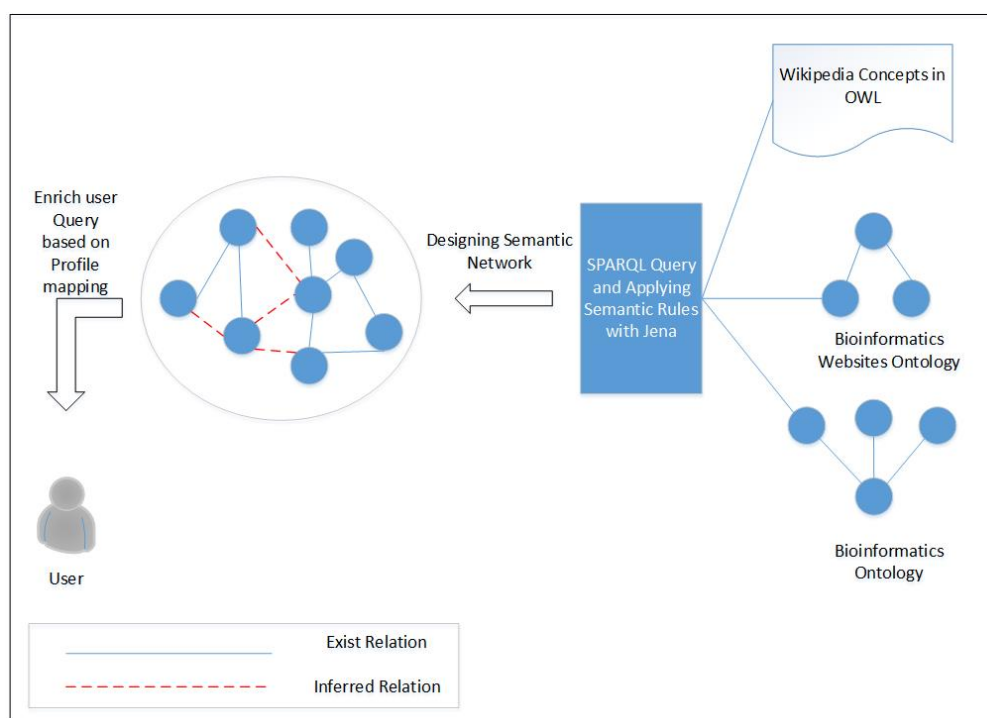 Wikipedia Concepts in
OWL
Enrich user
Query
based on
Profile
mapping
Designing Semantic
Network
SPARQL Query
and Applying
Semantic Rules
with Jena
Bioinformatics
Websites Ontology
Bioinformatics
Ontology
User
Exist Relation
Inferred Relation